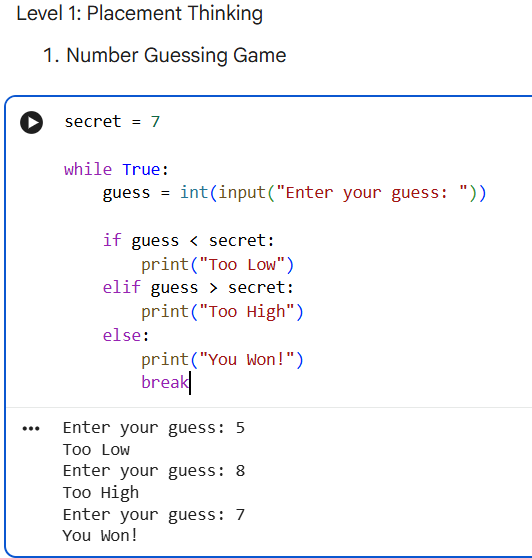 Level 1: Placement Thinking
1. Number Guessing Game
secret = 7
while True:
    guess = int(input("Enter your guess: "))
    if guess < secret:
        print("Too Low")
    elif guess > secret:
        print("Too High")
    else:
        print("You Won!")
        break
Enter your guess: 5
Too Low
Enter your guess: 8
Too High
Enter your guess: 7
You Won!